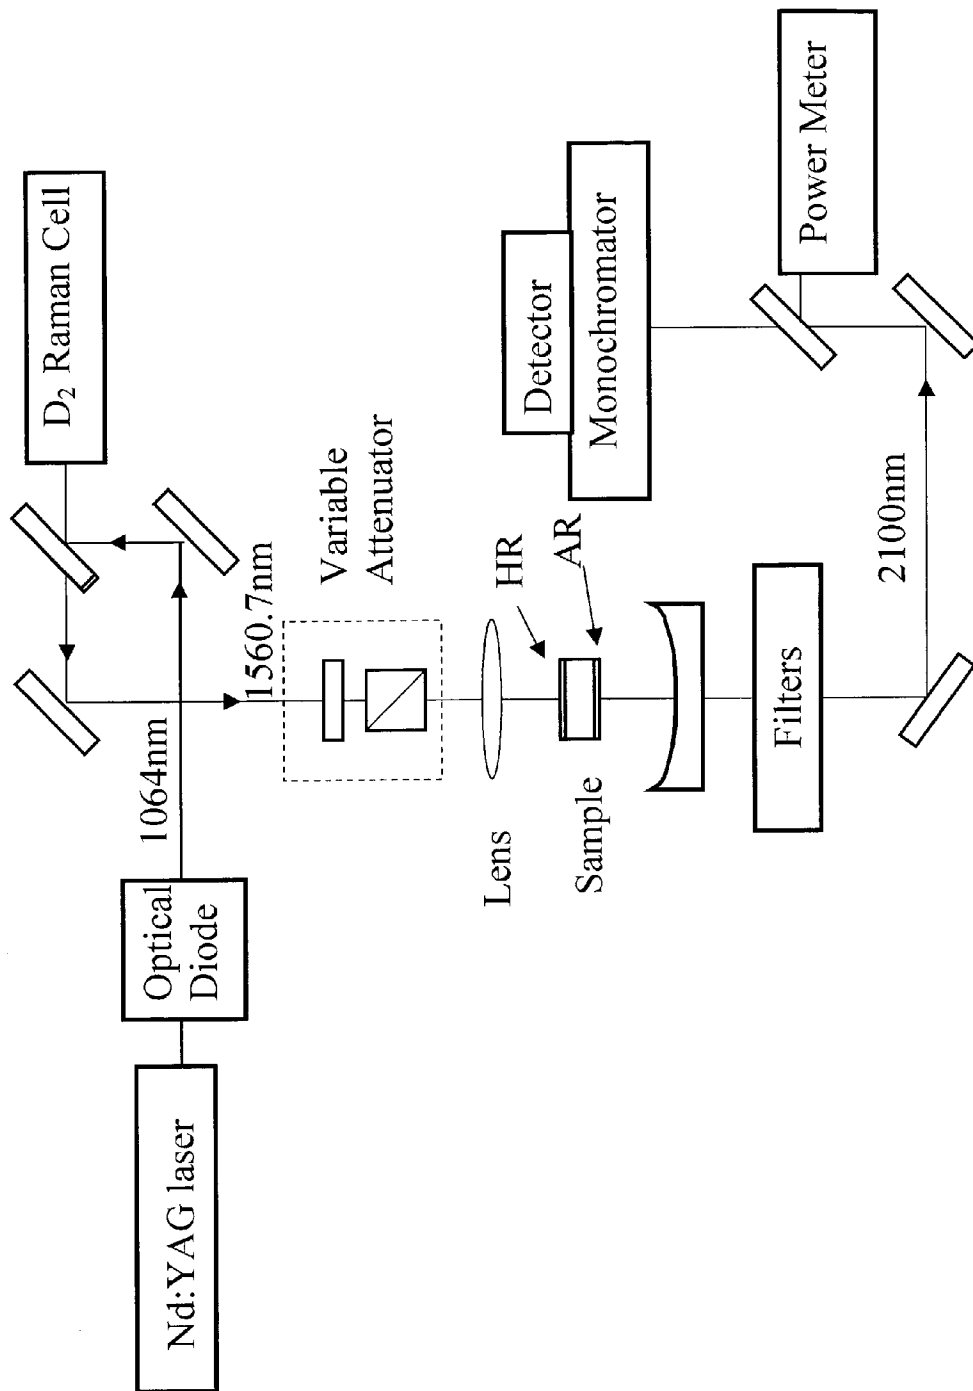 Nd:YAG laser
Optical
Diode
1064nm
D₂ Raman Cell
1560.7nm
Variable
Attenuator
Lens
HR
AR
Sample
Filters
2100nm
Detector
Monochromator
Power Meter